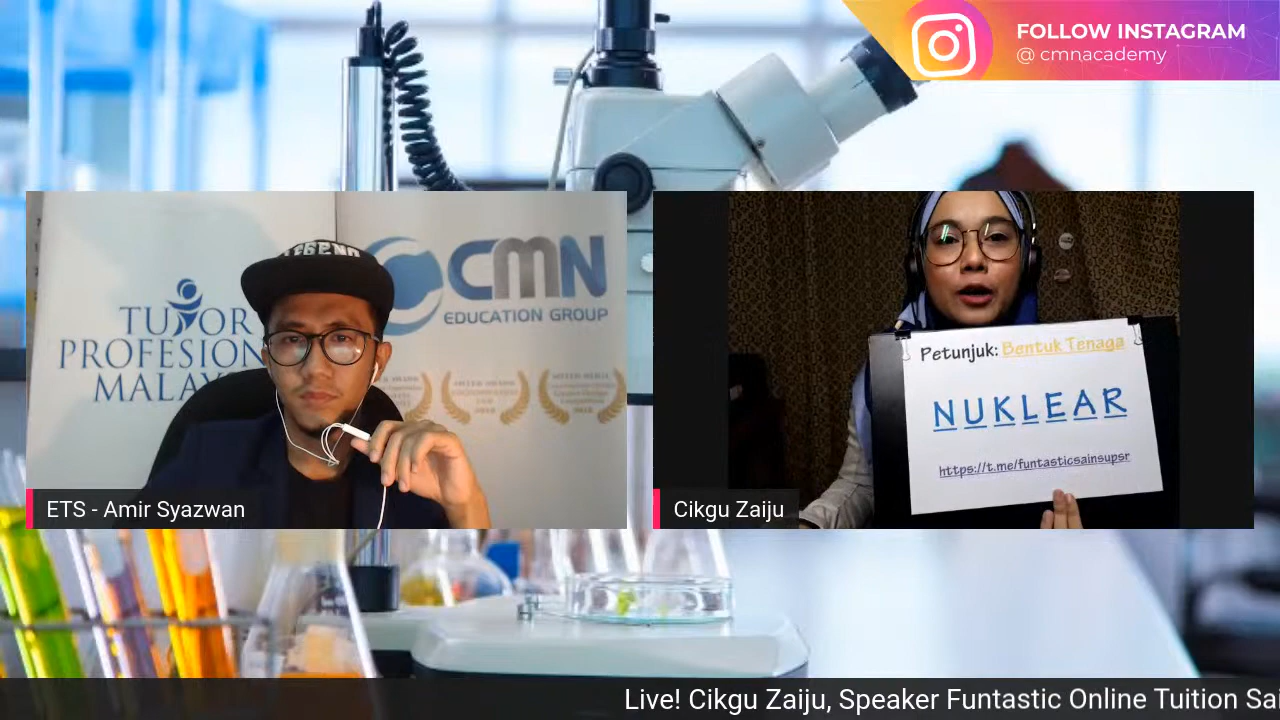 FOLLOW INSTAGRAM
@ cmnacademy
LEGEND
TUTOR
PROFESION
MALAY
CMN
EDUCATION GROUP
ETS - Amir Syazwan
Petunjuk: Bentuk Tenaga
NUKLEAR
https://t.me/funtasticsainsupsr
Cikgu Zaiju
Live! Cikgu Zaiju, Speaker Funtastic Online Tuition Sai